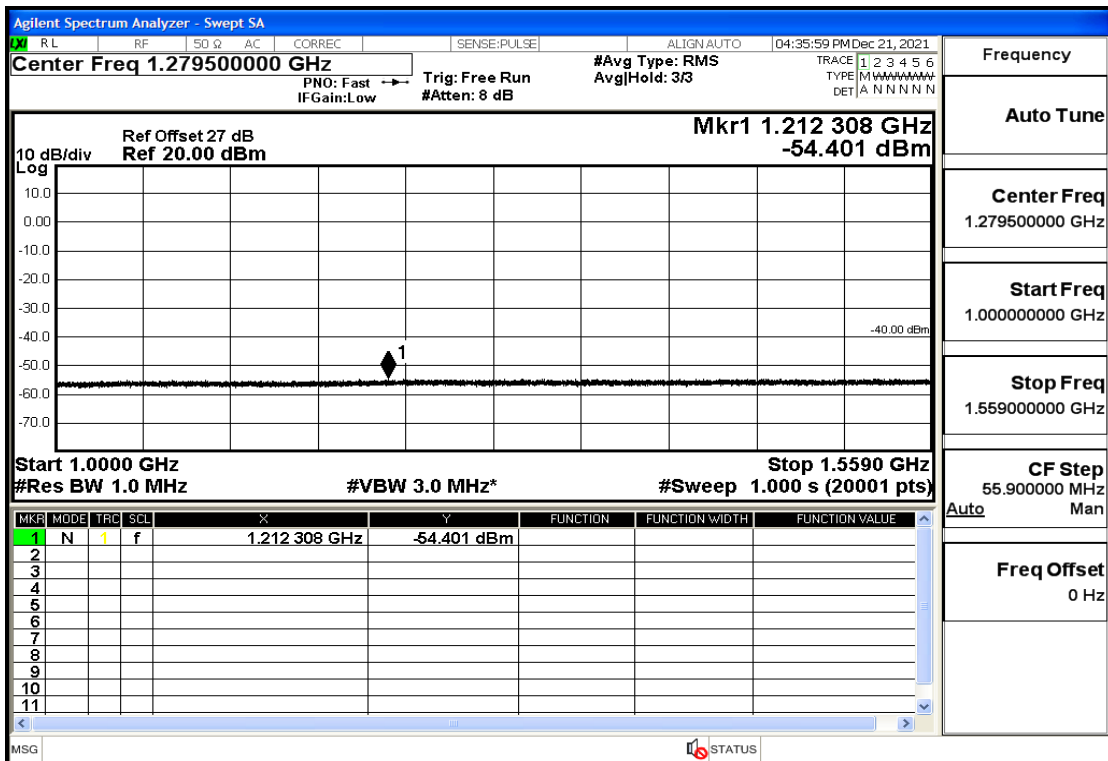 Agilent Spectrum Analyzer - Swept SA
LXI RL RF 50 Ω AC CORREC SENSE:PULSE ALIGN AUTO 04:35:59 PM Dec 21, 2021
Center Freq 1.279500000 GHz
PNO: Fast
IFGain:Low
Trig: Free Run
#Atten: 8 dB
#Avg Type: RMS
Avg|Hold: 3/3
TRACE 1 2 3 4 5 6
TYPE M W W W W W
DET A N N N N N
Ref Offset 27 dB
10 dB/div Ref 20.00 dBm
Log
Mkr1 1.212 308 GHz
-54.401 dBm
10.0
0.00
-10.0
-20.0
-30.0
-40.0
-50.0
-60.0
-70.0
-40.00 dBm
1
Start 1.0000 GHz Stop 1.5590 GHz
#Res BW 1.0 MHz #VBW 3.0 MHz* #Sweep 1.000 s (20001 pts)
MKR MODE TRC SCL X Y FUNCTION FUNCTION WIDTH FUNCTION VALUE
1 N 1 f 1.212 308 GHz -54.401 dBm
2
3
4
5
6
7
8
9
10
11
MSG STATUS
Frequency
Auto Tune
Center Freq
1.279500000 GHz
Start Freq
1.000000000 GHz
Stop Freq
1.559000000 GHz
CF Step
55.900000 MHz
Auto Man
Freq Offset
0 Hz